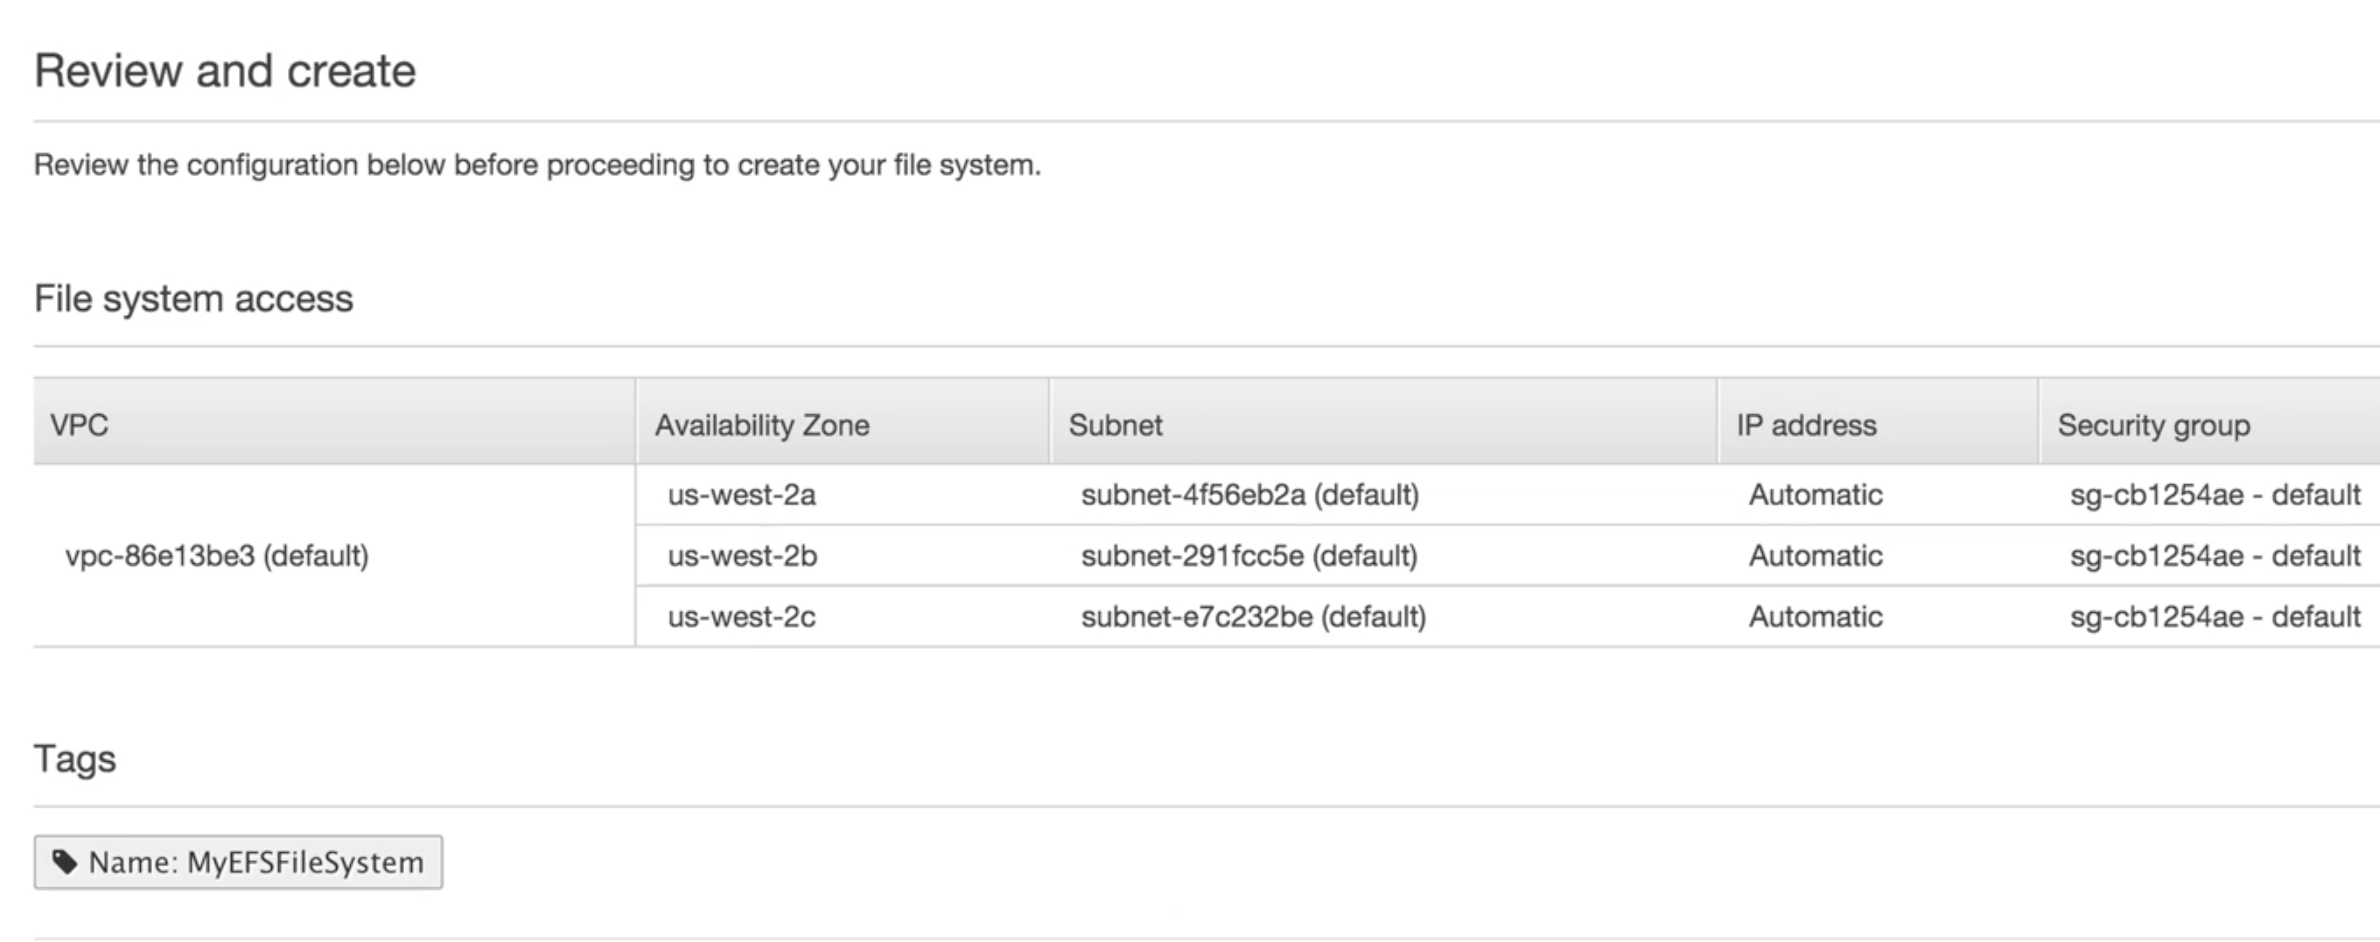 Review and create
Review the configuration below before proceeding to create your file system.
File system access
VPC Availability Zone Subnet IP address Security group
us-west-2a subnet-4f56eb2a (default) Automatic sg-cb1254ae - default
vpc-86e13be3 (default) us-west-2b subnet-291fcc5e (default) Automatic sg-cb1254ae - default
us-west-2c subnet-e7c232be (default) Automatic sg-cb1254ae - default
Tags
Name: MyEFSFileSystem